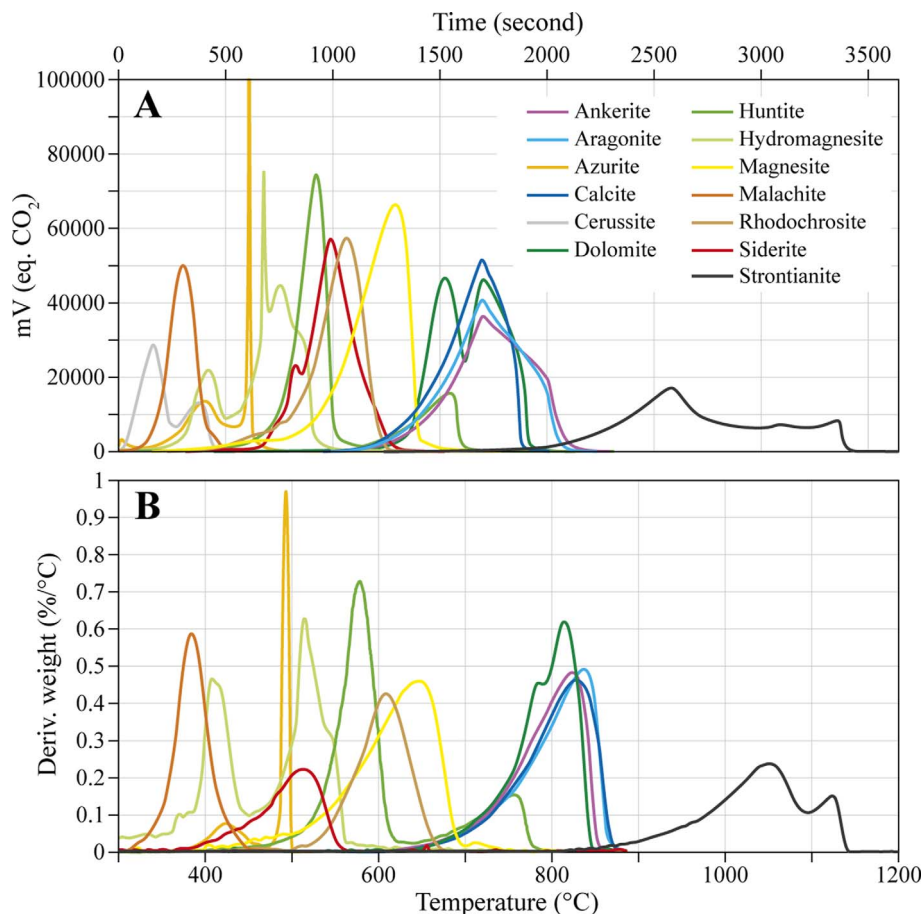 Time (second)
0 500 1000 1500 2000 2500 3000 3500
A
mV (eq. CO₂)
100000
80000
60000
40000
20000
0
Ankerite
Aragonite
Azurite
Calcite
Cerussite
Dolomite
Huntite
Hydromagnesite
Magnesite
Malachite
Rhodochrosite
Siderite
Strontianite
B
Deriv. weight (%/°C)
1
0.9
0.8
0.7
0.6
0.5
0.4
0.3
0.2
0.1
0
400 600 800 1000 1200
Temperature (°C)